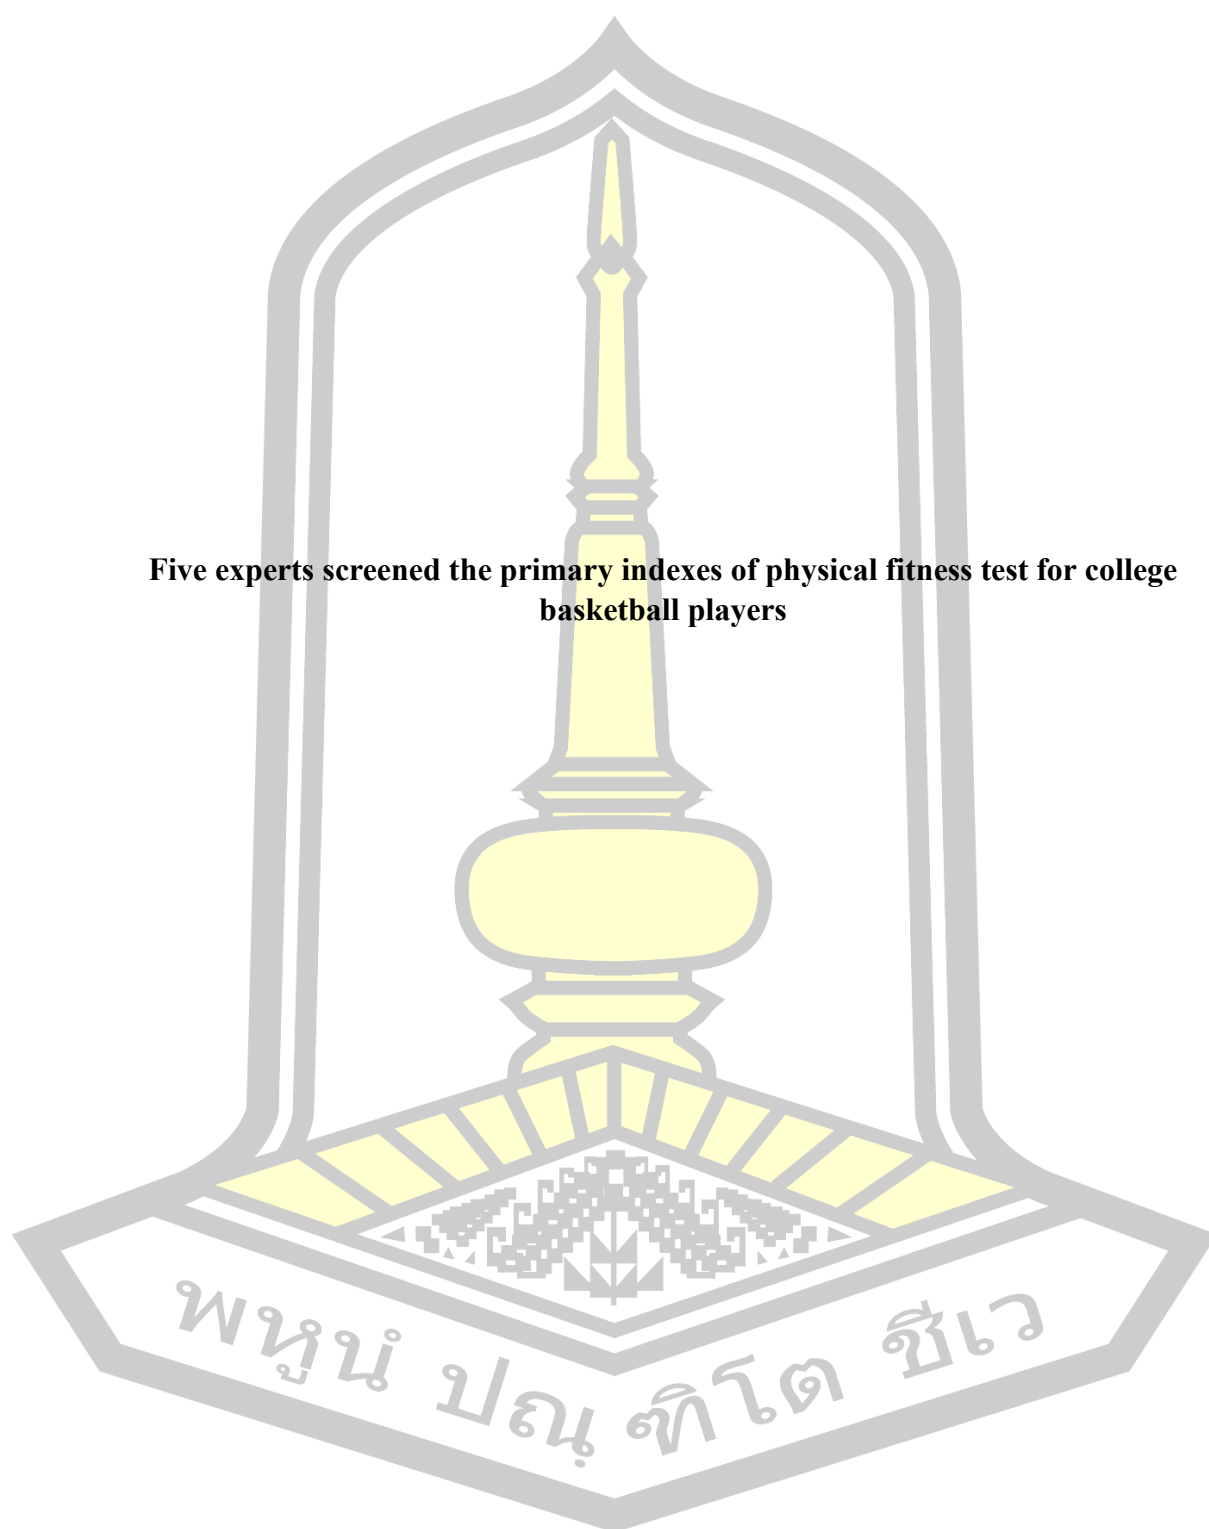 Five experts screened the primary indexes of physical fitness test for college
basketball players
พหูนํ ปณฺฑิโต ชีเว